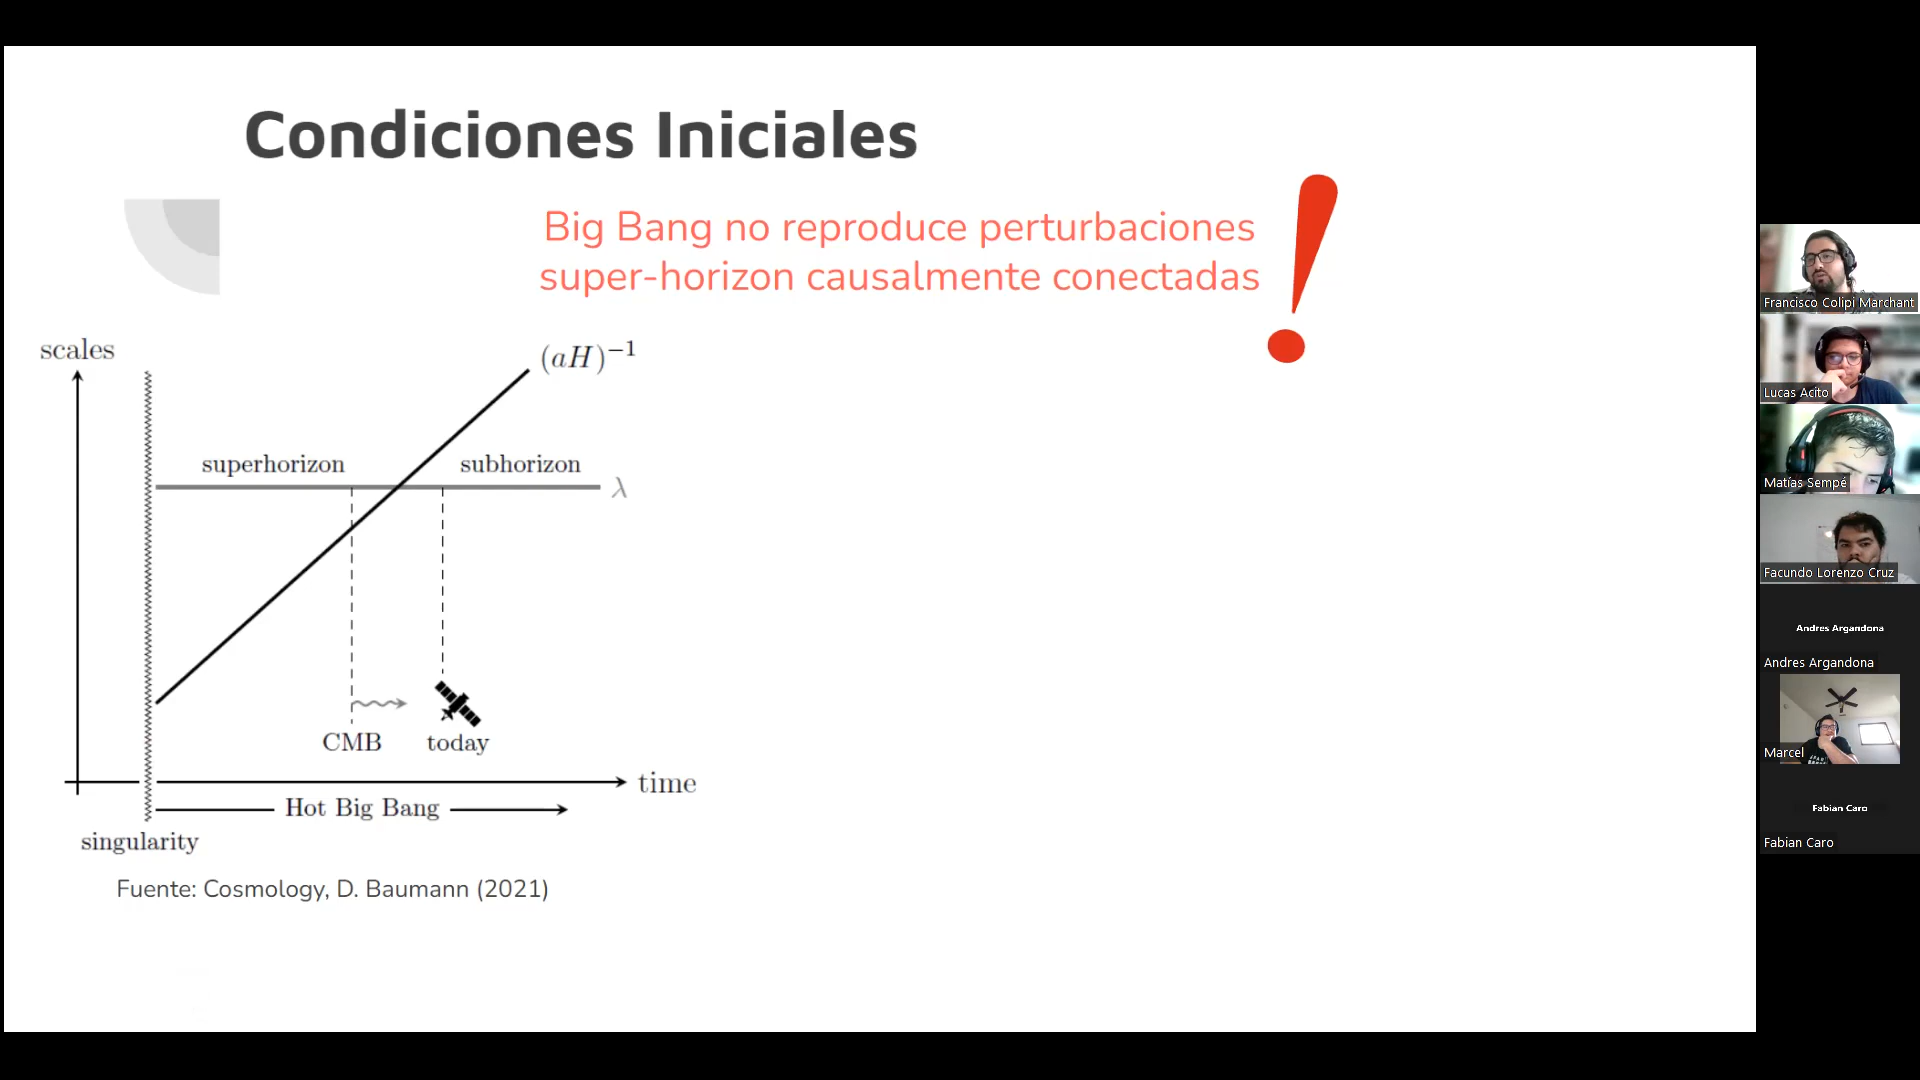 Condiciones Iniciales
Big Bang no reproduce perturbaciones
super-horizon causalmente conectadas
!
scales
(aH)⁻¹
superhorizon
subhorizon
λ
CMB
today
time
Hot Big Bang
singularity
Fuente: Cosmology, D. Baumann (2021)
Francisco Colipi Marchant
Lucas Acito
Matías Sempé
Facundo Lorenzo Cruz
Andres Argandona
Andres Argandona
Marcel
Fabian Caro
Fabian Caro